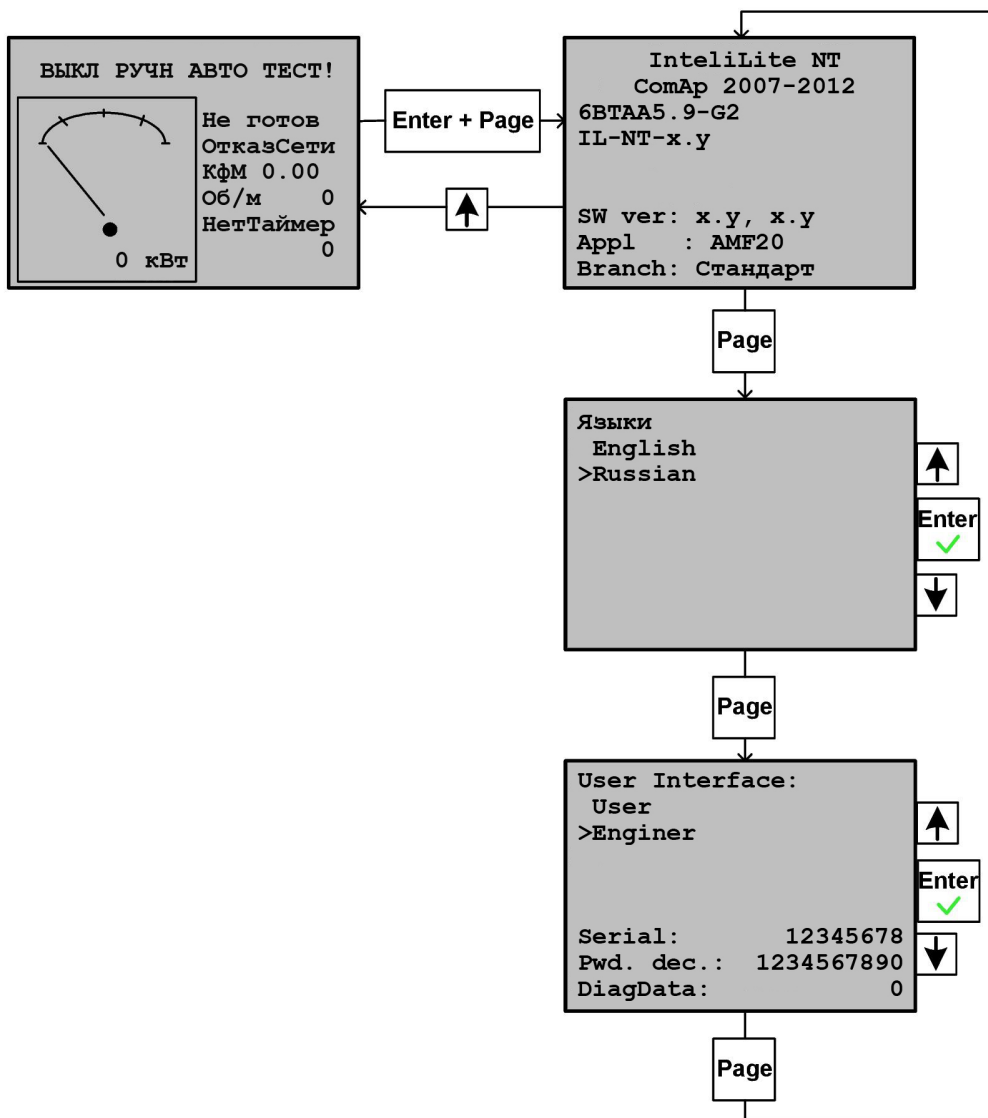 ВЫКЛ РУЧН АВТО ТЕСТ!
Не готов
ОтказСети
КфМ 0.00
Об/м 0
НетТаймер
0
0 кВт
Enter + Page
InteliLite NT
ComAp 2007-2012
6BTAA5.9-G2
IL-NT-x.y
SW ver: x.y, x.y
Appl : AMF20
Branch: Стандарт
Page
Языки
English
>Russian
Enter
Page
User Interface:
User
>Enginer
Enter
Serial: 12345678
Pwd. dec.: 1234567890
DiagData: 0
Page